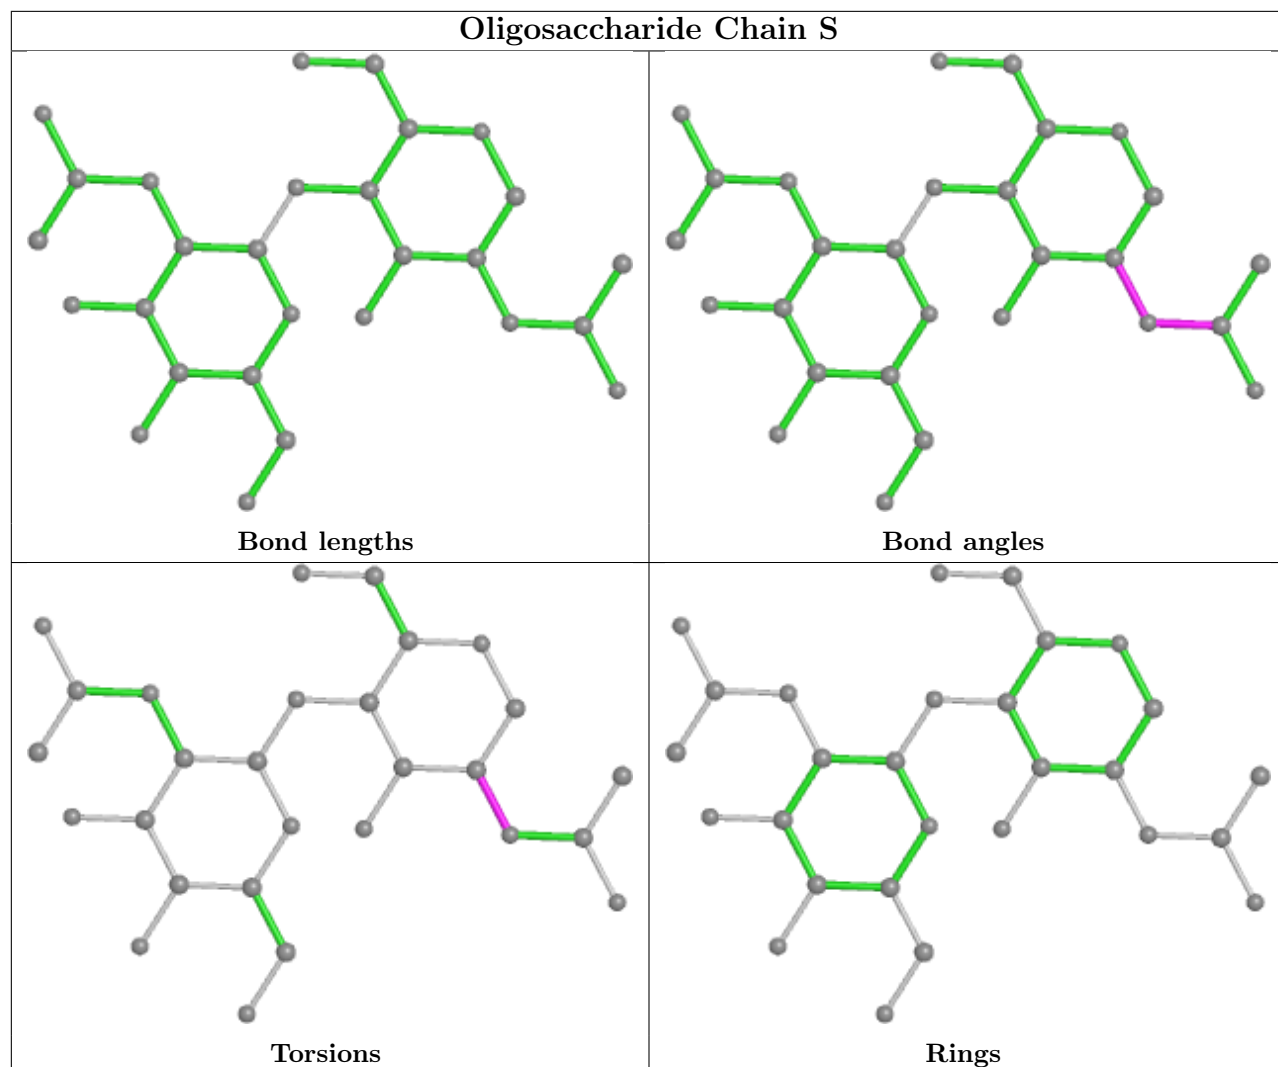 Oligosaccharide Chain S
Bond lengths
Bond angles
Torsions
Rings